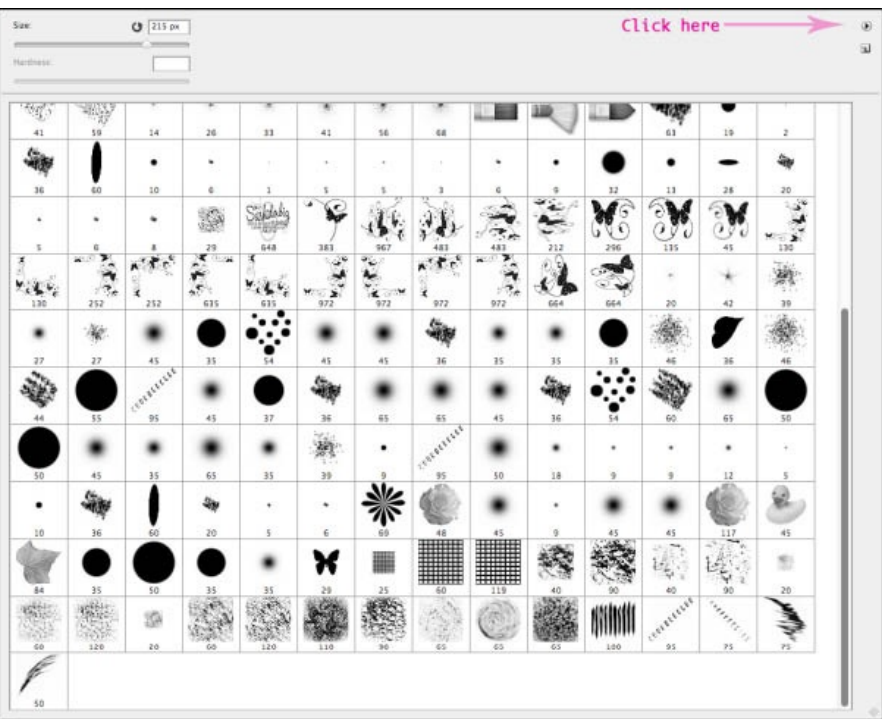 Size:
215 px
Click here
Hardness:
41 59 14 26 33 41 56 68 63 19 2
36 60 10 6 1 5 5 3 6 9 32 13 28 20
5 6 8 29 648 383 967 483 483 212 296 135 45 130
130 252 252 635 635 972 972 972 972 664 664 20 42 39
27 27 45 35 54 45 45 36 35 35 35 46 36 46
44 55 95 45 37 36 65 65 45 36 54 60 65 50
50 45 35 65 35 39 9 95 50 18 9 9 12 5
10 36 60 20 5 6 69 48 45 9 45 45 117 45
84 35 50 35 35 29 25 60 119 40 90 40 90 20
60 120 20 60 120 110 90 65 65 65 100 95 75 75
50